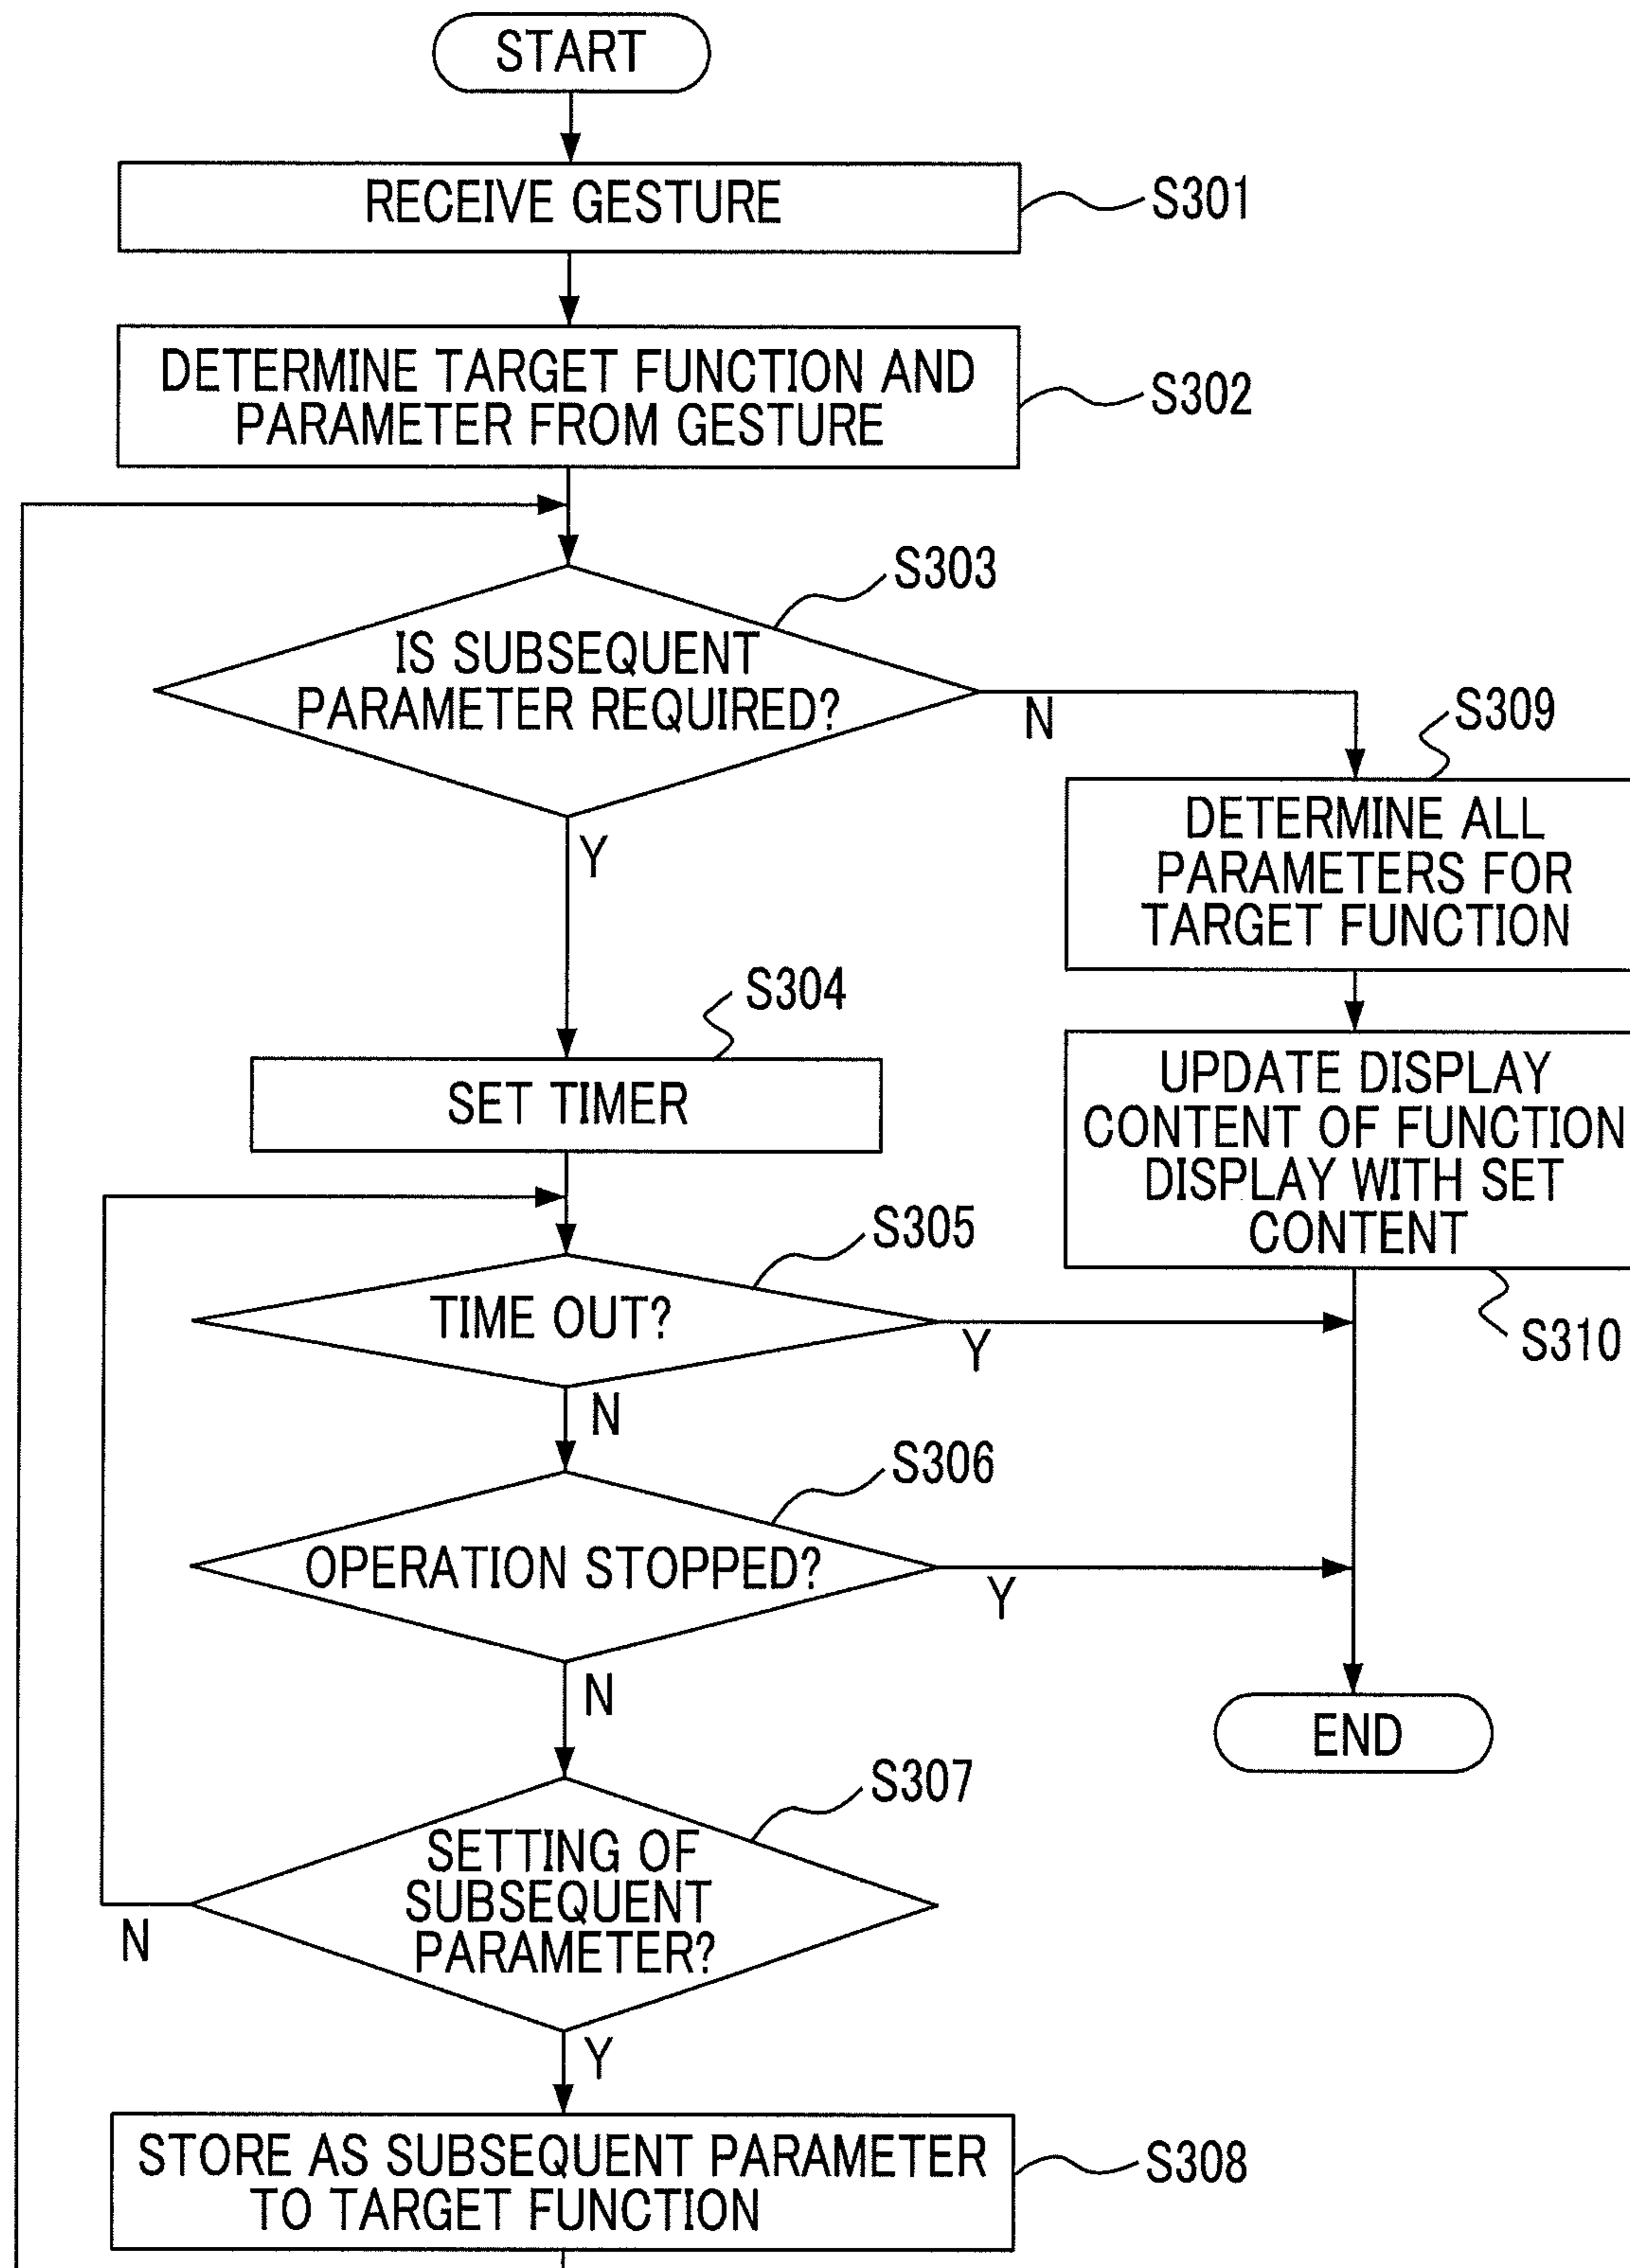 START
RECEIVE GESTURE
S301
DETERMINE TARGET FUNCTION AND
PARAMETER FROM GESTURE
S302
S303
IS SUBSEQUENT
PARAMETER REQUIRED?
N
Y
S309
DETERMINE ALL
PARAMETERS FOR
TARGET FUNCTION
S304
SET TIMER
UPDATE DISPLAY
CONTENT OF FUNCTION
DISPLAY WITH SET
CONTENT
S310
S305
TIME OUT?
Y
N
S306
OPERATION STOPPED?
Y
N
END
S307
SETTING OF
SUBSEQUENT
PARAMETER?
N
Y
STORE AS SUBSEQUENT PARAMETER
TO TARGET FUNCTION
S308